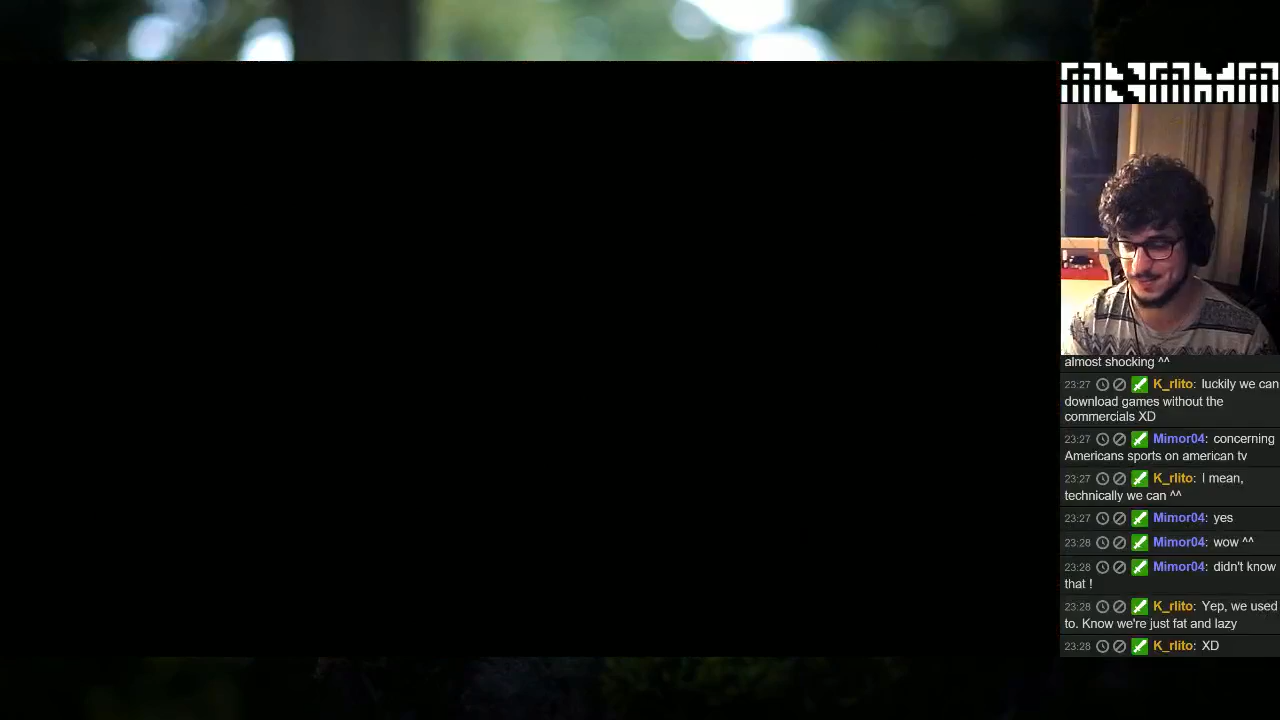 almost shocking ^^
23:27 K_rlito: luckily we can
download games without the
commercials XD
23:27 Mimor04: concerning
Americans sports on american tv
23:27 K_rlito: I mean,
technically we can ^^
23:27 Mimor04: yes
23:28 Mimor04: wow ^^
23:28 Mimor04: didn't know
that !
23:28 K_rlito: Yep, we used
to. Know we're just fat and lazy
23:28 K_rlito: XD